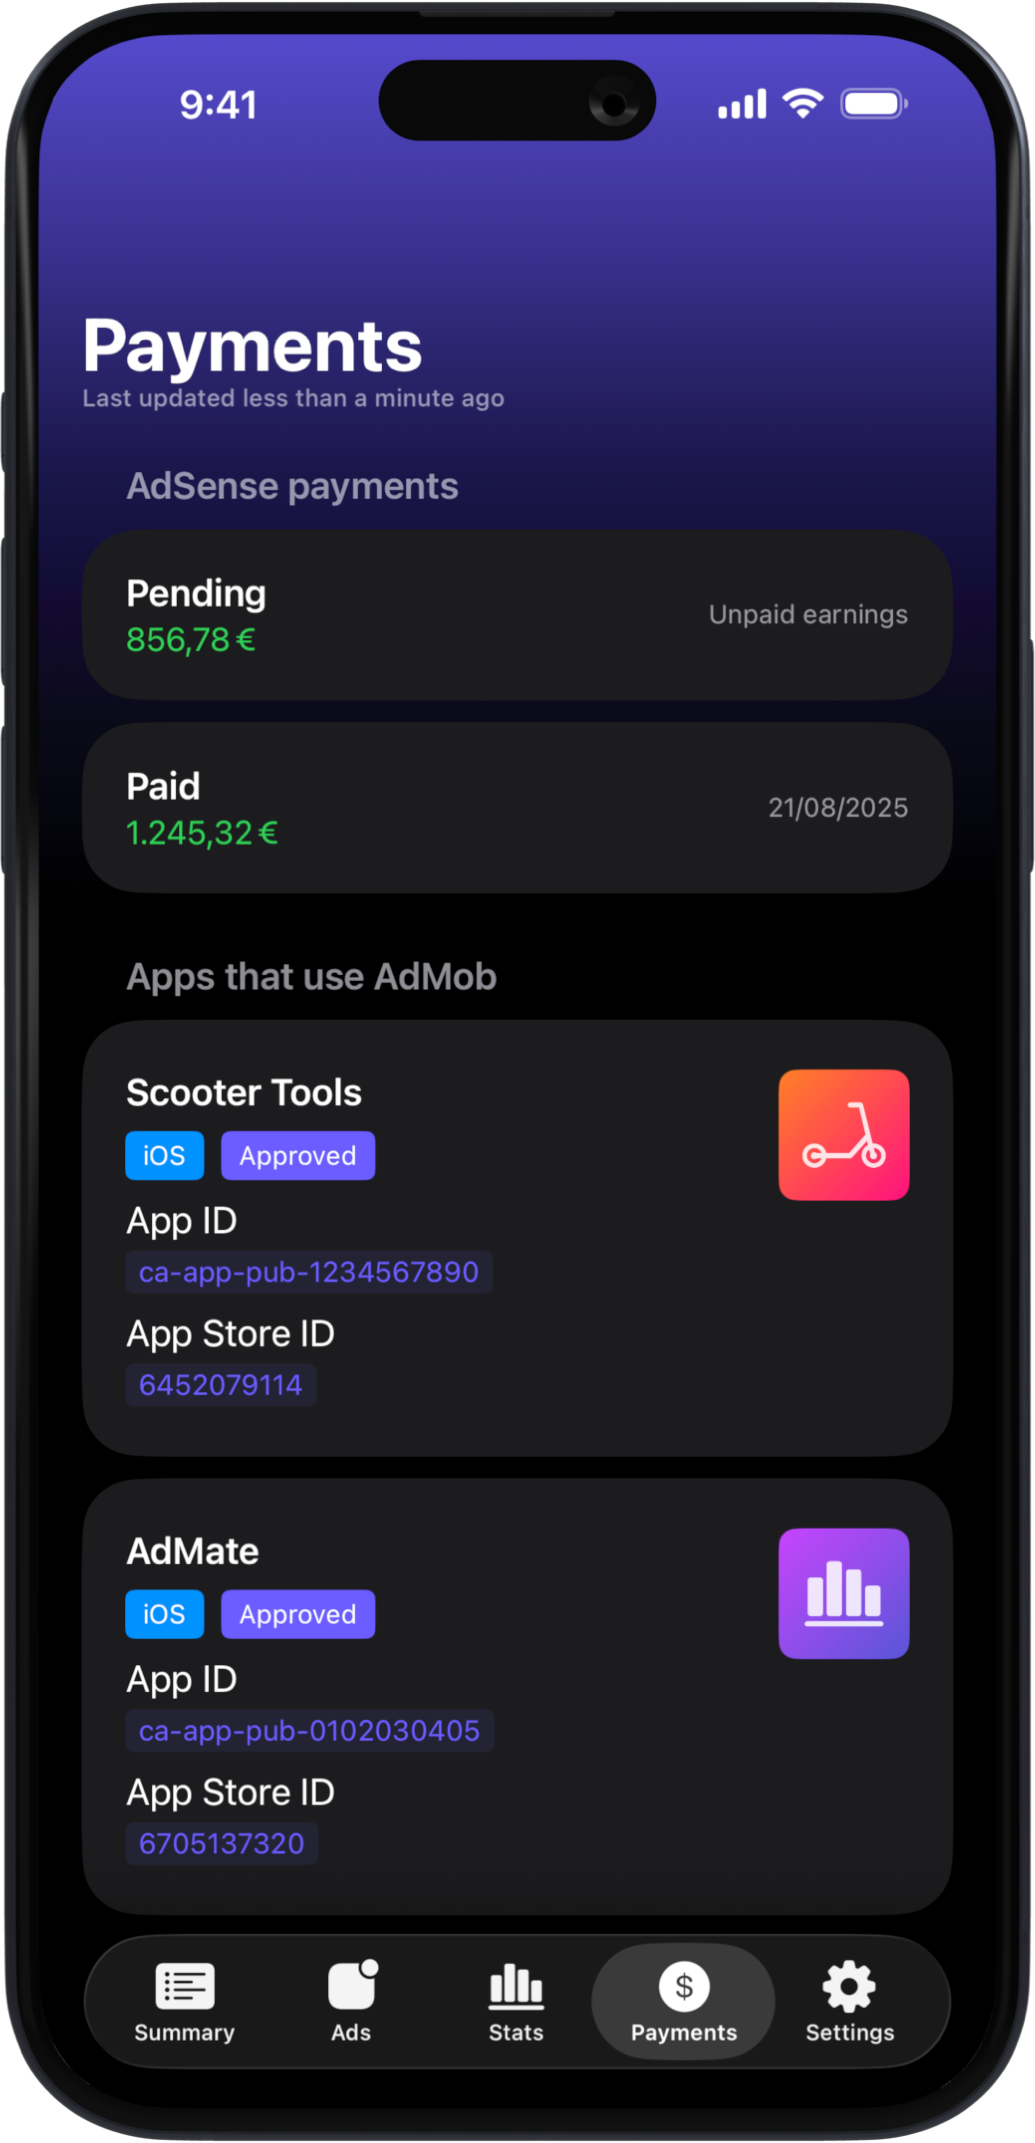 9:41
Payments
Last updated less than a minute ago
AdSense payments
Pending
856,78 €
Unpaid earnings
Paid
1.245,32 €
21/08/2025
Apps that use AdMob
Scooter Tools
iOS Approved
App ID
ca-app-pub-1234567890
App Store ID
6452079114
AdMate
iOS Approved
App ID
ca-app-pub-0102030405
App Store ID
6705137320
Summary Ads Stats Payments Settings